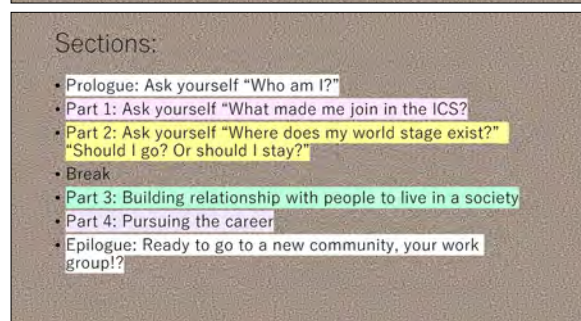 Sections:
• Prologue: Ask yourself “Who am I?”
• Part 1: Ask yourself “What made me join in the ICS?
• Part 2: Ask yourself “Where does my world stage exist?”
“Should I go? Or should I stay?”
• Break
• Part 3: Building relationship with people to live in a society
• Part 4: Pursuing the career
• Epilogue: Ready to go to a new community, your work
group!?